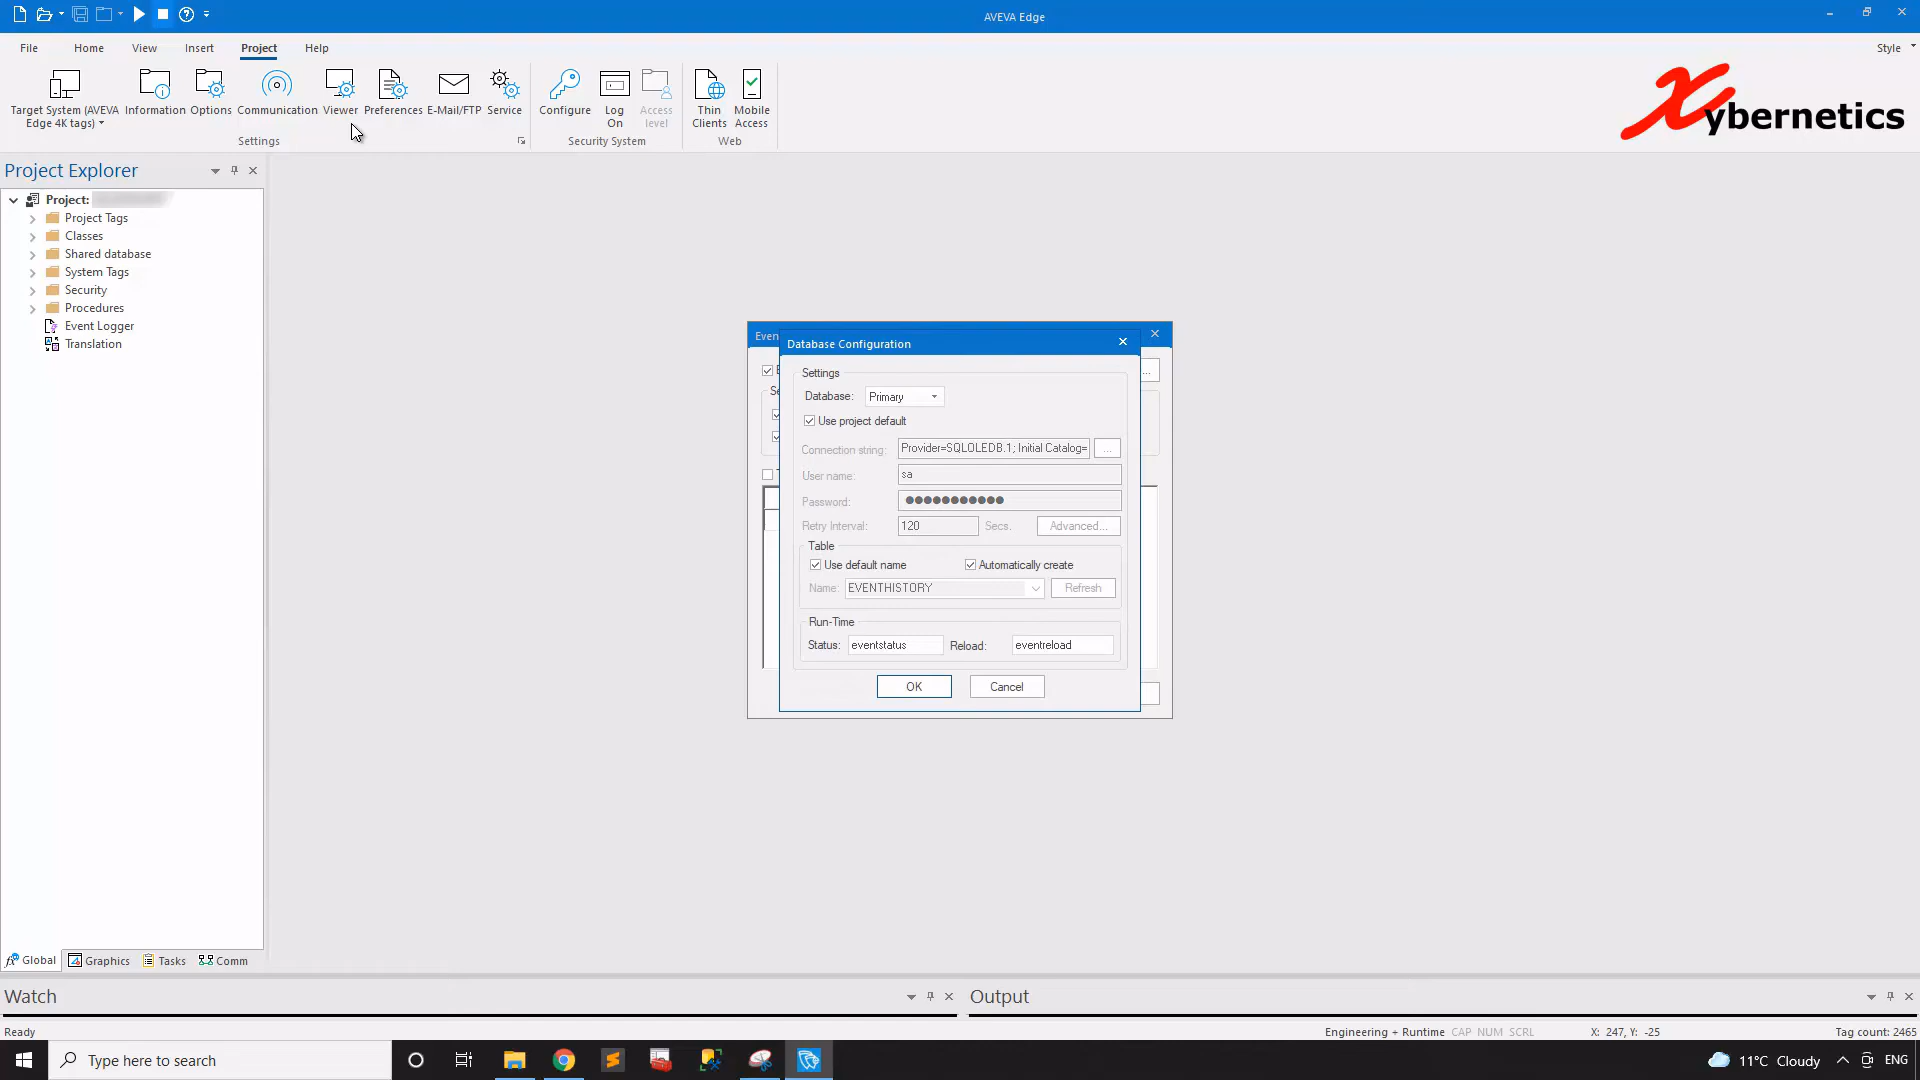 AVEVA Edge
File Home View Insert Project Help Style
Target System (AVEVA Edge 4K tags) Information Options Communication Viewer Preferences E-Mail/FTP Service Configure Log On Access level Thin Clients Mobile Access
Settings Security System Web
Xybernetics
Project Explorer
Project:
Project Tags
Classes
Shared database
System Tags
Security
Procedures
Event Logger
Translation
Even
Database Configuration
Settings
Database: Primary
Use project default
Connection string: Provider=SQLOLEDB.1; Initial Catalog= ...
User name: sa
Password:
Retry Interval: 120 Secs. Advanced...
Table
Use default name Automatically create
Name: EVENTHISTORY Refresh
Run-Time
Status: eventstatus Reload: eventreload
OK Cancel
Global Graphics Tasks Comm
Watch Output
Ready Engineering + Runtime CAP NUM SCRL X: 247, Y: -25 Tag count: 2465
Type here to search 11°C Cloudy ENG